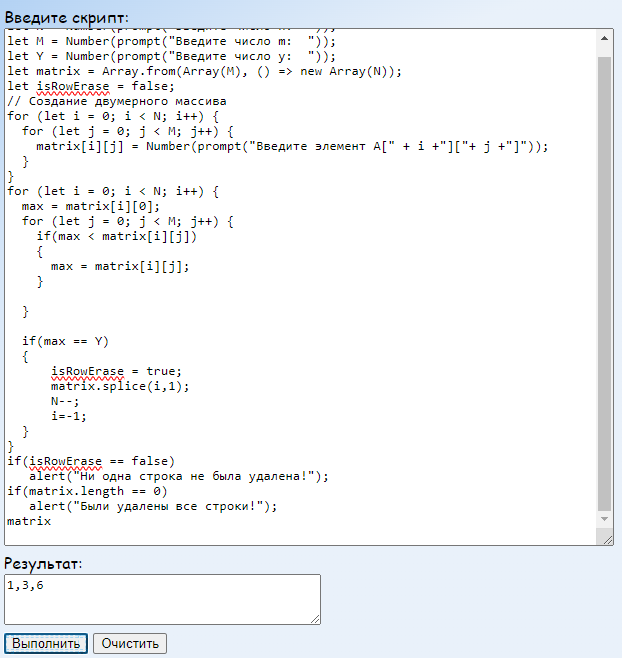 Введите скрипт:
let M = Number(prompt("Введите число m:  "));
let Y = Number(prompt("Введите число y:  "));
let matrix = Array.from(Array(M), () => new Array(N));
let isRowErase = false;
// Создание двумерного массива
for (let i = 0; i < N; i++) {
  for (let j = 0; j < M; j++) {
    matrix[i][j] = Number(prompt("Введите элемент A[" + i +"]["+ j +"]"));
  }
}
for (let i = 0; i < N; i++) {
  max = matrix[i][0];
  for (let j = 0; j < M; j++) {
    if(max < matrix[i][j])
    {
      max = matrix[i][j];
    }
  }
  if(max == Y)
  {
      isRowErase = true;
      matrix.splice(i,1);
      N--;
      i=-1;
  }
}
if(isRowErase == false)
   alert("Ни одна строка не была удалена!");
if(matrix.length == 0)
   alert("Были удалены все строки!");
matrix
Результат:
1,3,6
Выполнить Очистить